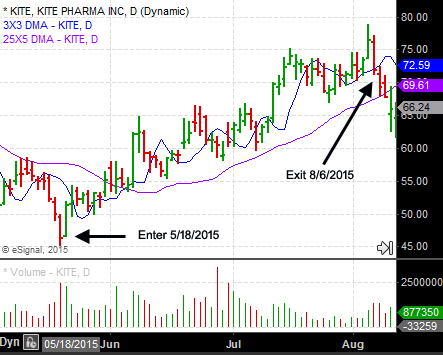 * KITE, KITE PHARMA INC, D (Dynamic)
3X3 DMA - KITE, D
25X5 DMA - KITE, D
80.00
75.00
72.59
69.61
66.24
60.00
55.00
50.00
45.00
Exit 8/6/2015
Enter 5/18/2015
© eSignal, 2015
* Volume - KITE, D
2500000
877350
-33259
Dyn
05/18/2015
Jun
Jul
Aug